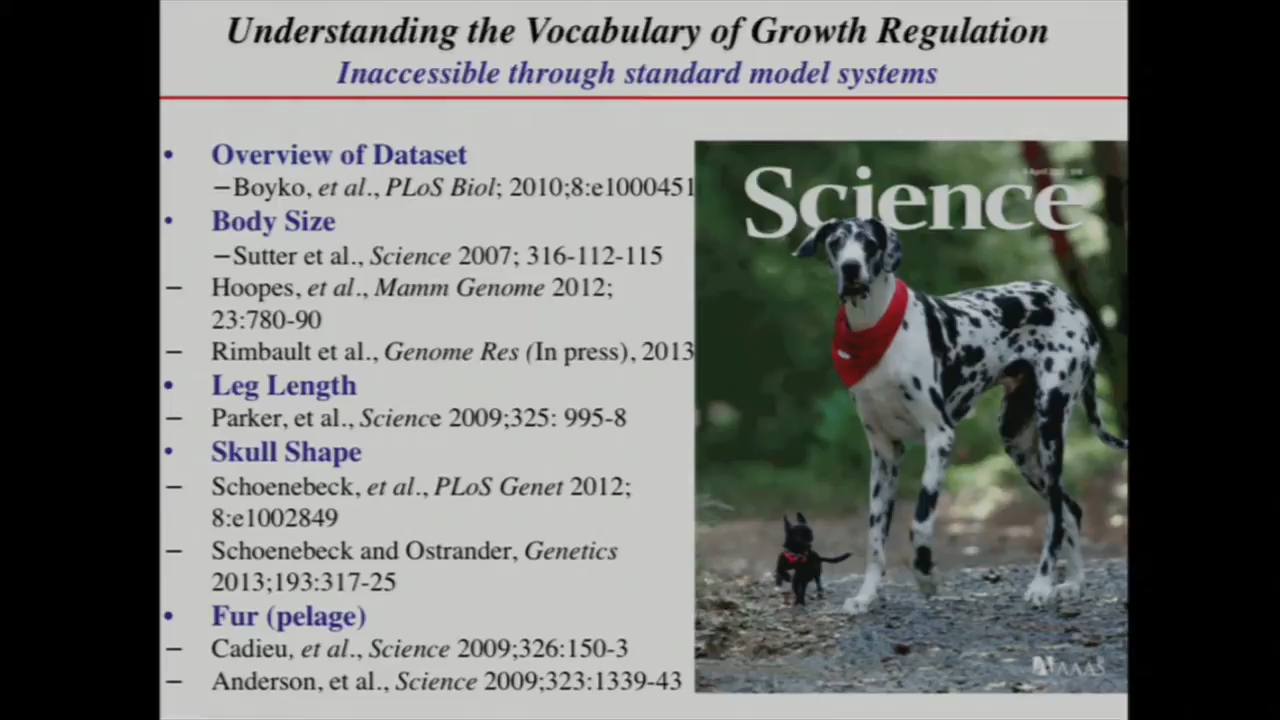 Understanding the Vocabulary of Growth Regulation
Inaccessible through standard model systems
• Overview of Dataset
–Boyko, et al., PLoS Biol; 2010;8:e1000451
• Body Size
–Sutter et al., Science 2007; 316-112-115
– Hoopes, et al., Mamm Genome 2012;
23:780-90
– Rimbault et al., Genome Res (In press), 2013
• Leg Length
– Parker, et al., Science 2009;325: 995-8
• Skull Shape
– Schoenebeck, et al., PLoS Genet 2012;
8:e1002849
– Schoenebeck and Ostrander, Genetics
2013;193:317-25
• Fur (pelage)
– Cadieu, et al., Science 2009;326:150-3
– Anderson, et al., Science 2009;323:1339-43
Science
AAAS